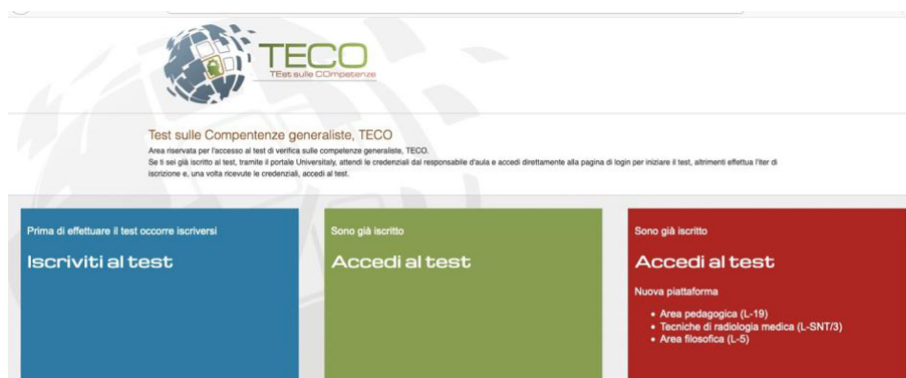 TECO
TEst sulle COmpetenze
Test sulle Compentenze generaliste, TECO
Area riservata per l'accesso al test di verifica sulle competenze generaliste, TECO.
Se ti sei già iscritto al test, tramite il portale Universitaly, attendi le credenziali dal responsabile d'aula e accedi direttamente alla pagina di login per iniziare il test, altrimenti effettua l'iter di
iscrizione e, una volta ricevute le credenziali, accedi al test.
Prima di effettuare il test occorre iscriversi
Iscriviti al test
Sono già iscritto
Accedi al test
Sono già iscritto
Accedi al test
Nuova piattaforma
• Area pedagogica (L-19)
• Tecniche di radiologia medica (L-SNT/3)
• Area filosofica (L-5)